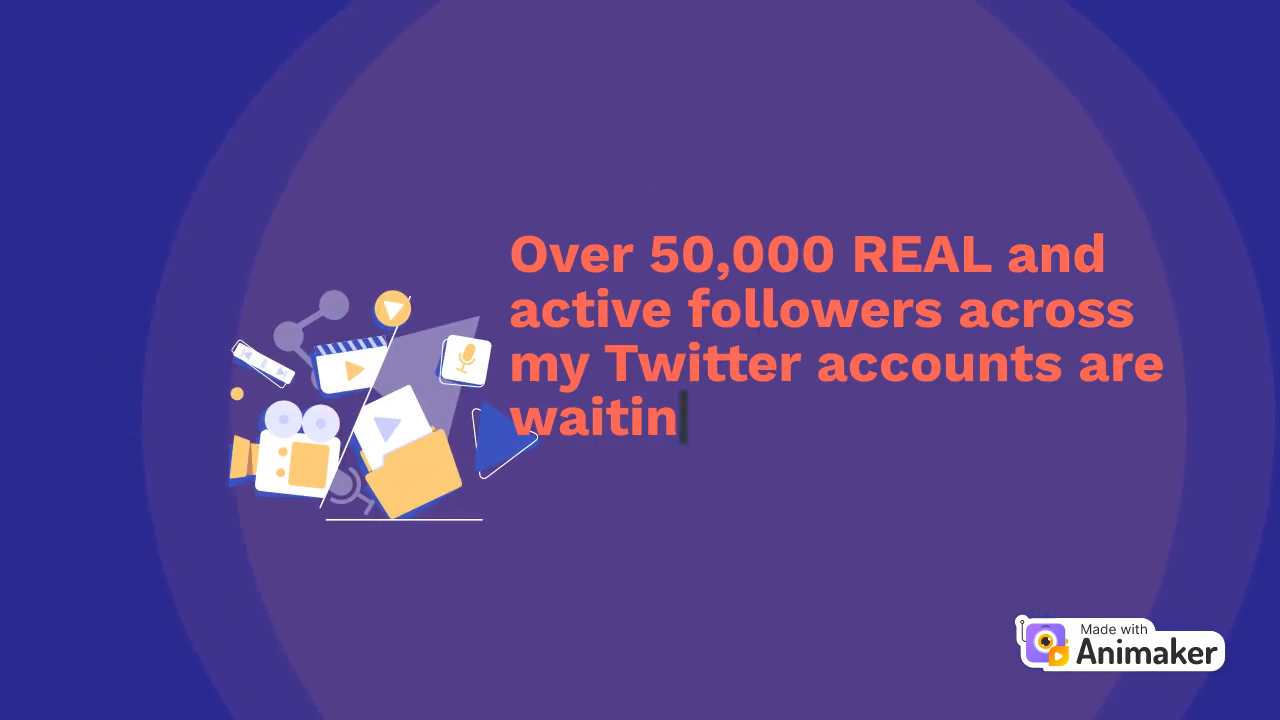 Over 50,000 REAL and
active followers across
my Twitter accounts are
waitin
Made with
Animaker